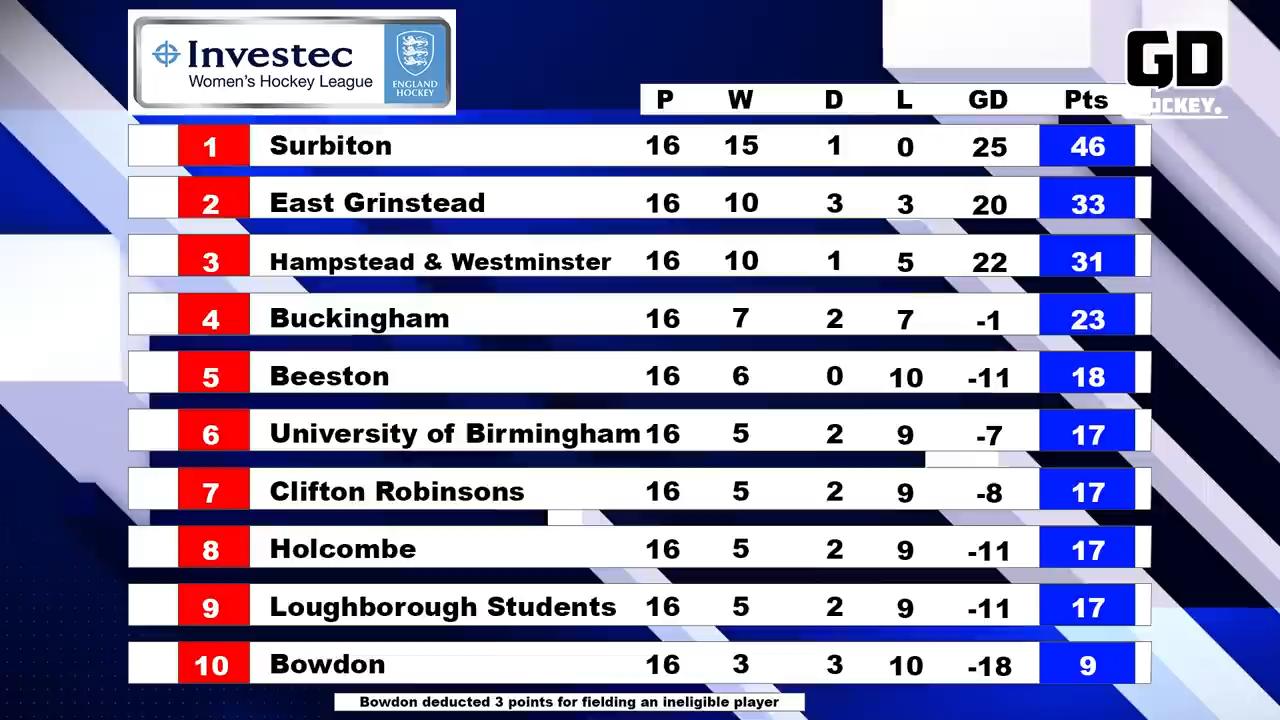 Investec
Women's Hockey League
ENGLAND
HOCKEY
GD
HOCKEY.
P W D L GD Pts
1 Surbiton 16 15 1 0 25 46
2 East Grinstead 16 10 3 3 20 33
3 Hampstead & Westminster 16 10 1 5 22 31
4 Buckingham 16 7 2 7 -1 23
5 Beeston 16 6 0 10 -11 18
6 University of Birmingham 16 5 2 9 -7 17
7 Clifton Robinsons 16 5 2 9 -8 17
8 Holcombe 16 5 2 9 -11 17
9 Loughborough Students 16 5 2 9 -11 17
10 Bowdon 16 3 3 10 -18 9
Bowdon deducted 3 points for fielding an ineligible player